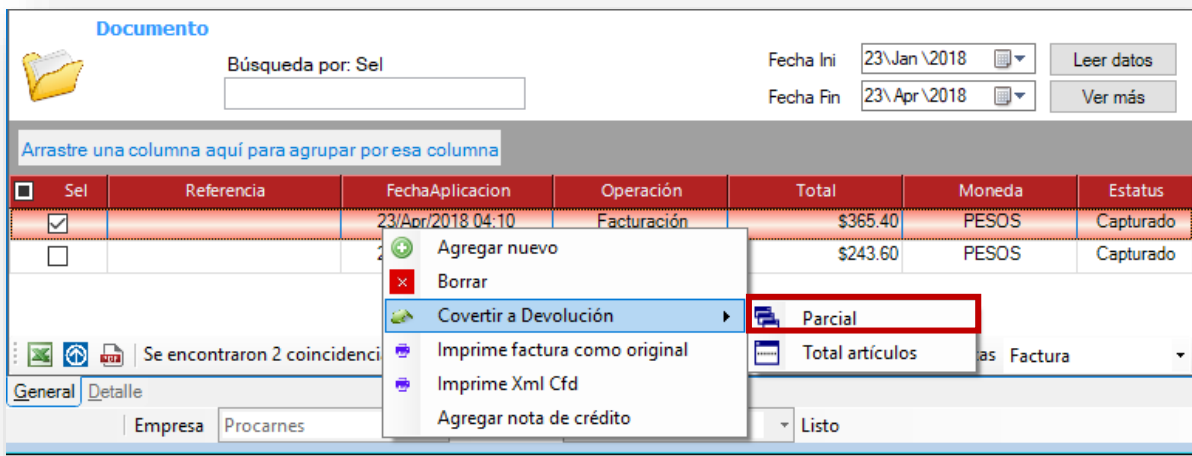 Documento
Búsqueda por: Sel
Fecha Ini 23\Jan \2018 Leer datos
Fecha Fin 23\Apr \2018 Ver más
Arrastre una columna aquí para agrupar por esa columna
Sel Referencia FechaAplicacion Operación Total Moneda Estatus
23/Apr/2018 04:10 Facturación $365.40 PESOS Capturado
$243.60 PESOS Capturado
Agregar nuevo
Borrar
Covertir a Devolución Parcial
Se encontraron 2 coincidenci Imprime factura como original Total artículos as Factura
Imprime Xml Cfd
General Detalle
Agregar nota de crédito
Empresa Procarnes Listo